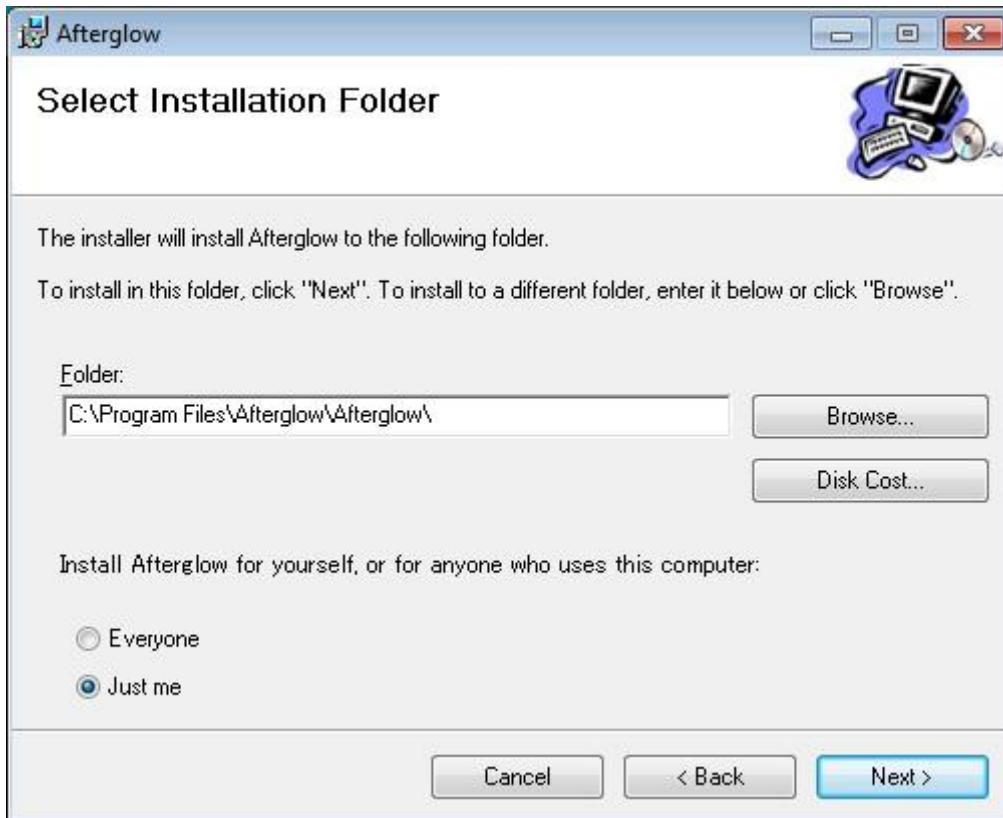 Afterglow
Select Installation Folder
The installer will install Afterglow to the following folder.
To install in this folder, click "Next". To install to a different folder, enter it below or click "Browse".
Folder:
C:\Program Files\Afterglow\Afterglow\
Browse...
Disk Cost...
Install Afterglow for yourself, or for anyone who uses this computer:
Everyone
Just me
Cancel
< Back
Next >